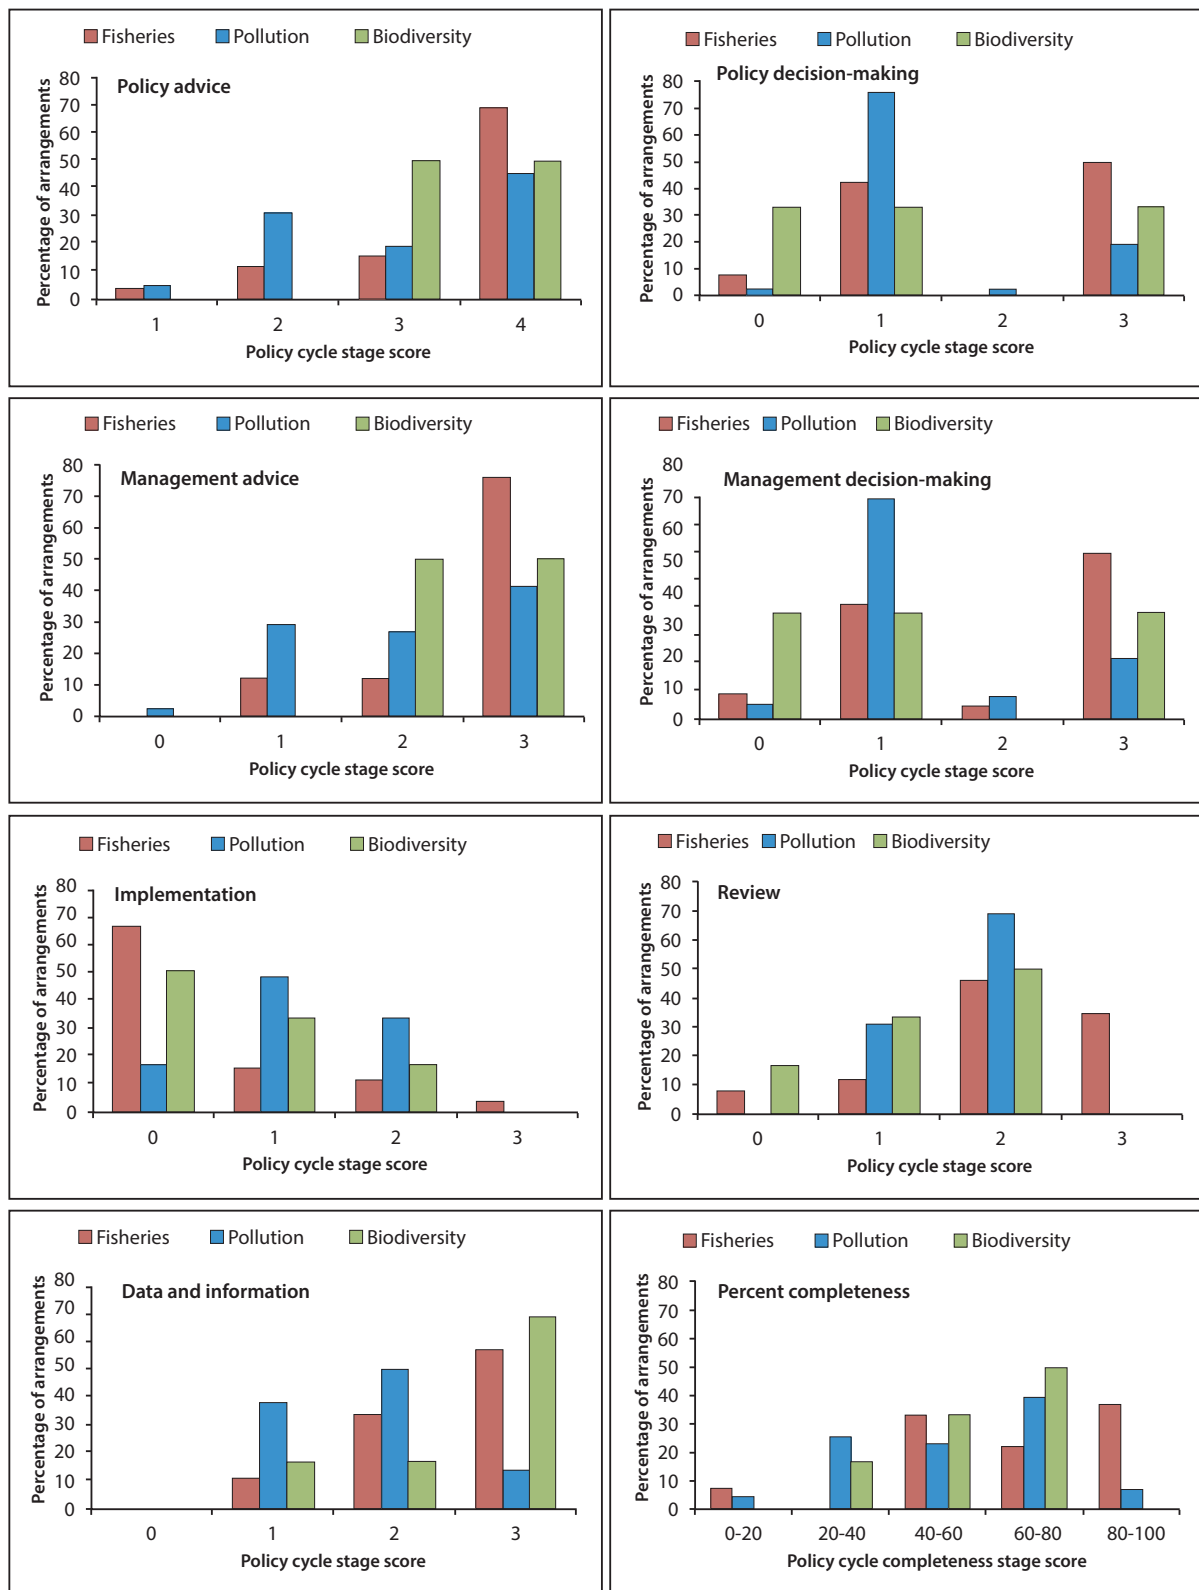 Fisheries Pollution Biodiversity
Policy advice
Percentage of arrangements
80
70
60
50
40
30
20
10
0
1 2 3 4
Policy cycle stage score
Fisheries Pollution Biodiversity
Policy decision-making
Percentage of arrangements
80
70
60
50
40
30
20
10
0
0 1 2 3
Policy cycle stage score
Fisheries Pollution Biodiversity
Management advice
Percentage of arrangements
80
70
60
50
40
30
20
10
0
0 1 2 3
Policy cycle stage score
Fisheries Pollution Biodiversity
Management decision-making
Percentage of arrangements
80
70
60
50
40
30
20
10
0
0 1 2 3
Policy cycle stage score
Fisheries Pollution Biodiversity
Implementation
Percentage of arrangements
80
70
60
50
40
30
20
10
0
0 1 2 3
Policy cycle stage score
Fisheries Pollution Biodiversity
Review
Percentage of arrangements
80
70
60
50
40
30
20
10
0
0 1 2 3
Policy cycle stage score
Fisheries Pollution Biodiversity
Data and information
Percentage of arrangements
80
70
60
50
40
30
20
10
0
0 1 2 3
Policy cycle stage score
Fisheries Pollution Biodiversity
Percent completeness
Percentage of arrangements
80
70
60
50
40
30
20
10
0
0-20 20-40 40-60 60-80 80-100
Policy cycle completeness stage score